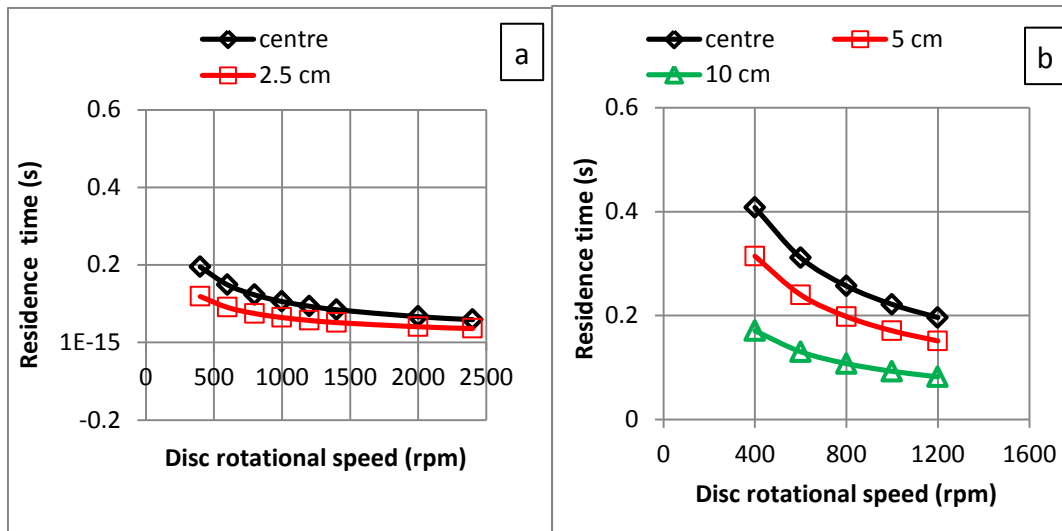 centre
2.5 cm
a
0.6
0.4
0.2
1E-15
-0.2
0 500 1000 1500 2000 2500
Residence time (s)
Disc rotational speed (rpm)
centre 5 cm
10 cm
b
0.6
0.4
0.2
0
0 400 800 1200 1600
Residence time (s)
Disc rotational speed (rpm)